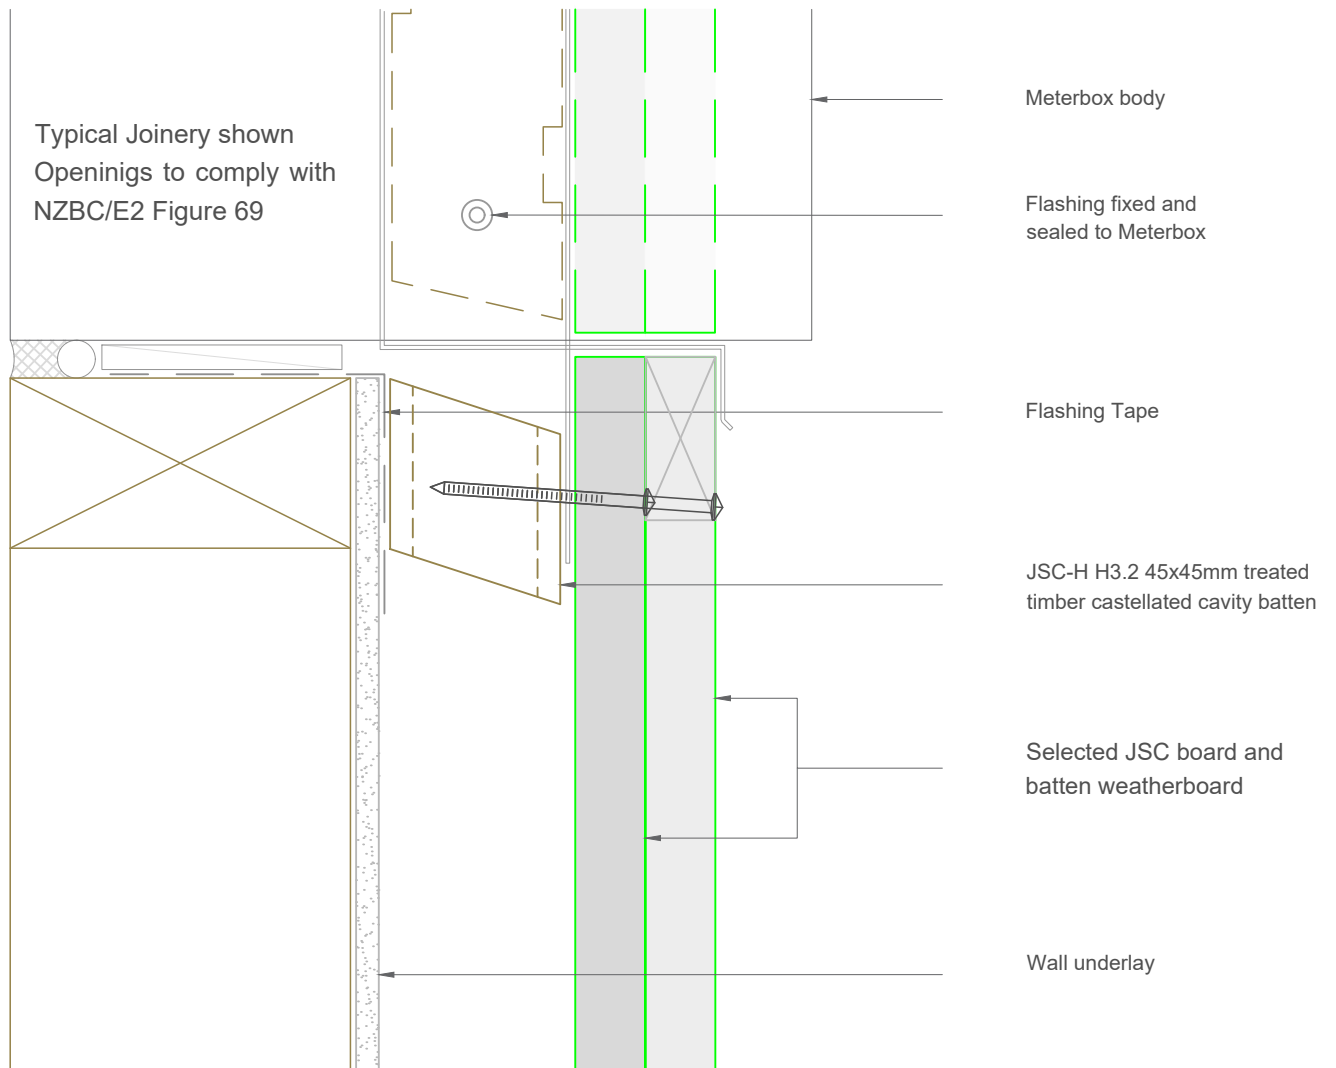 Typical Joinery shown
Openinigs to comply with
NZBC/E2 Figure 69
Meterbox body
Flashing fixed and
sealed to Meterbox
Flashing Tape
JSC-H H3.2 45x45mm treated
timber castellated cavity batten
Selected JSC board and
batten weatherboard
Wall underlay